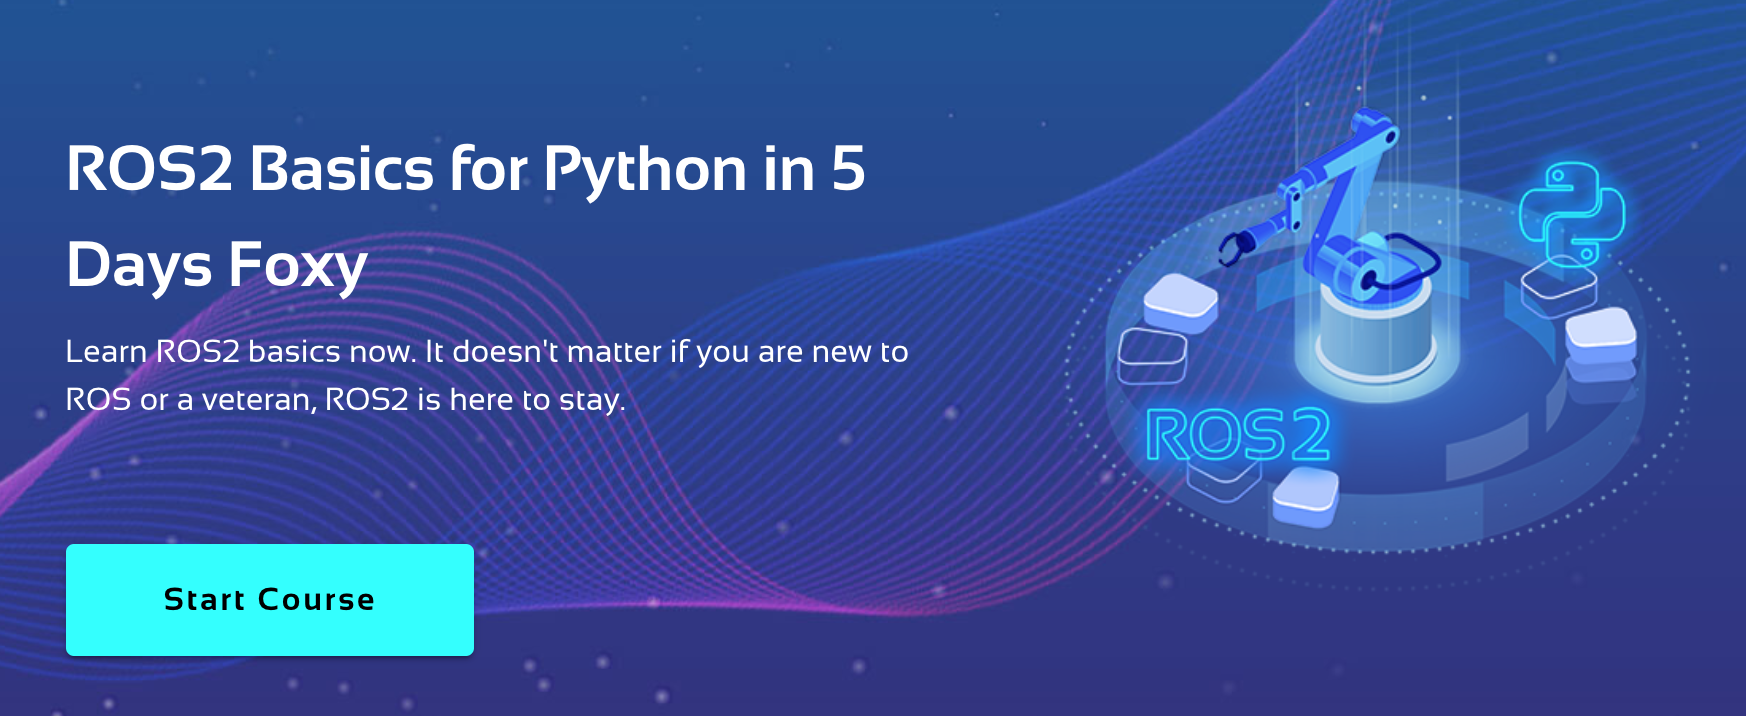 ROS2 Basics for Python in 5
Days Foxy
Learn ROS2 basics now. It doesn't matter if you are new to
ROS or a veteran, ROS2 is here to stay.
ROS2
Start Course